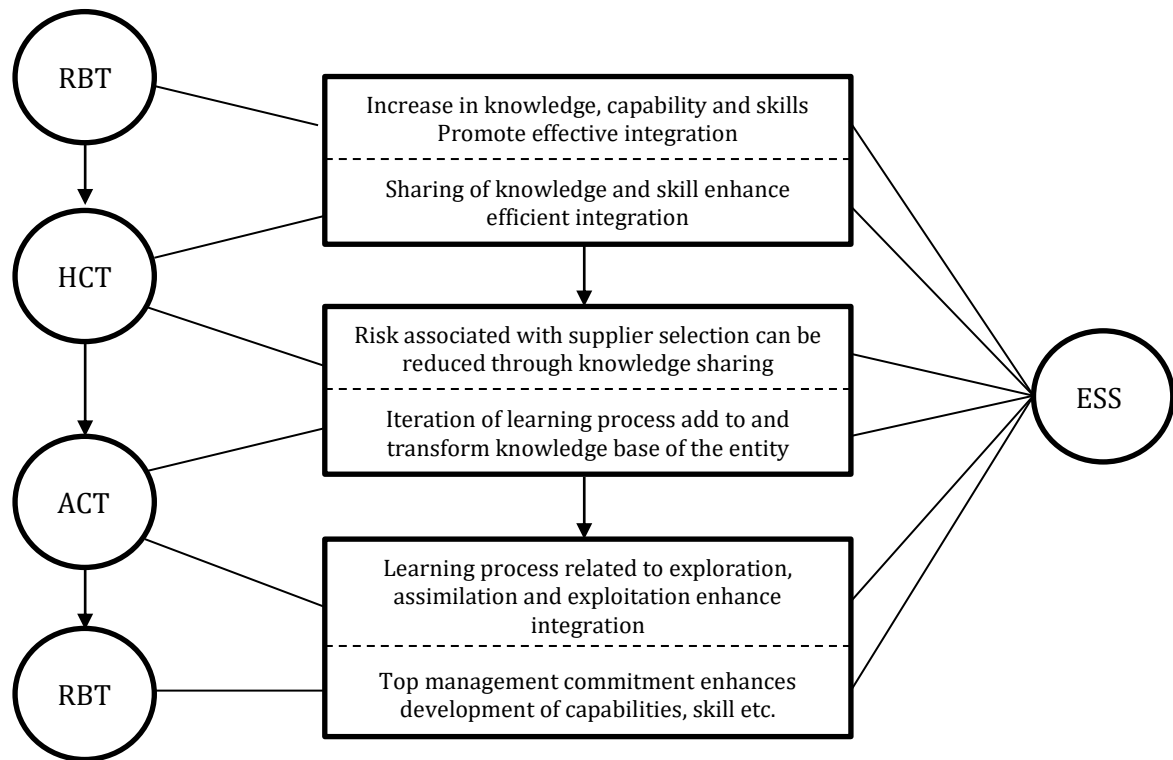 RBT
HCT
ACT
RBT
Increase in knowledge, capability and skills
Promote effective integration
Sharing of knowledge and skill enhance
efficient integration
Risk associated with supplier selection can be
reduced through knowledge sharing
Iteration of learning process add to and
transform knowledge base of the entity
Learning process related to exploration,
assimilation and exploitation enhance
integration
Top management commitment enhances
development of capabilities, skill etc.
ESS